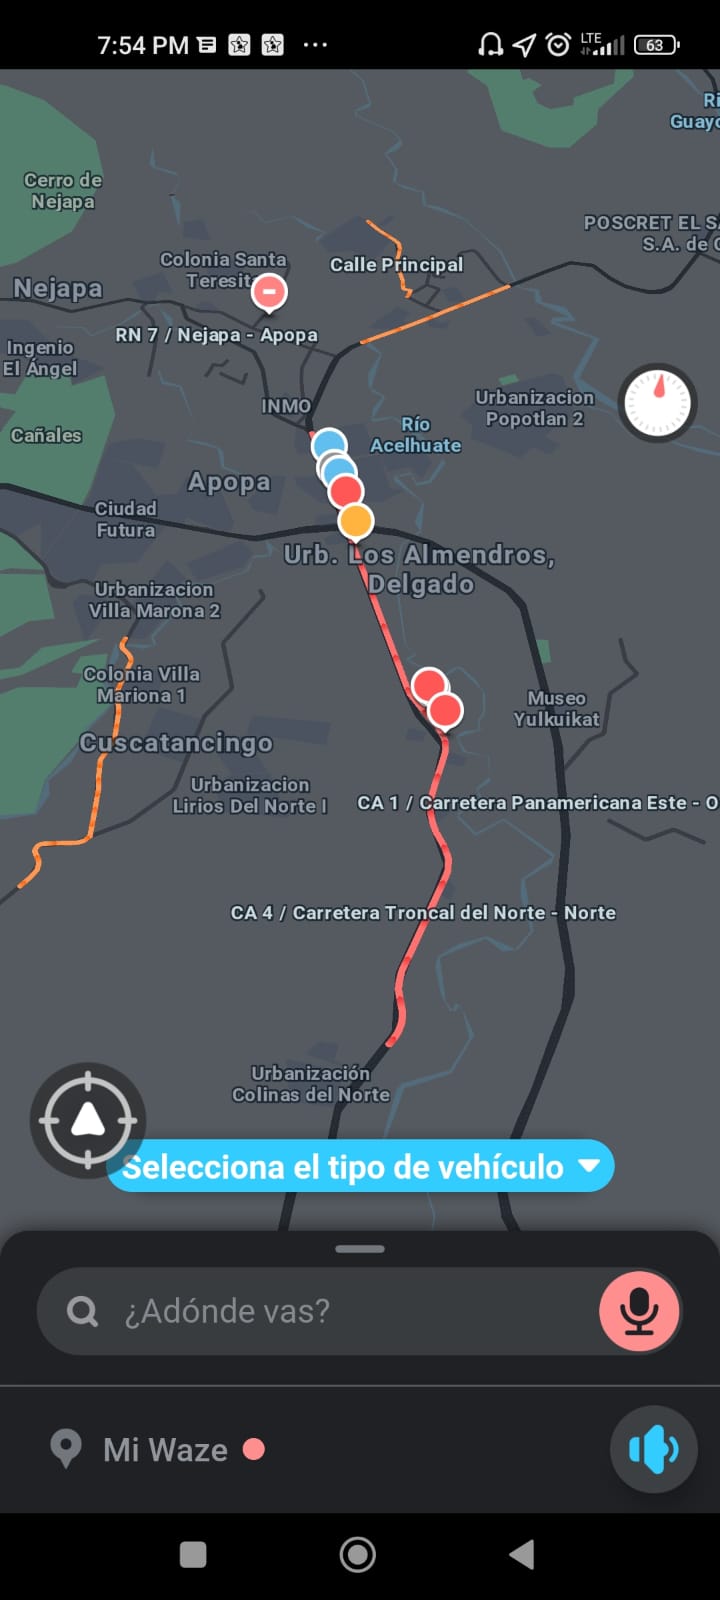 7:54 PM
LTE
63
Cerro de
Nejapa
POSCRET EL S
S.A. de
Colonia Santa
Calle Principal
Nejapa
RN 7 / Nejapa - Apopa
Ingenio
El Ángel
INMO
Urbanizacion
Popotlan 2
Río
Acelhuate
Cañales
Apopa
Ciudad
Futura
Urb. Los Almendros,
Delgado
Urbanizacion
Villa Marona 2
Colonia Villa
Mariona 1
Museo
Yulkuikat
Cuscatancingo
Urbanizacion
Lirios Del Norte I
CA 1 / Carretera Panamericana Este - O
CA 4 / Carretera Troncal del Norte - Norte
Urbanización
Colinas del Norte
Selecciona el tipo de vehículo
¿Adónde vas?
Mi Waze